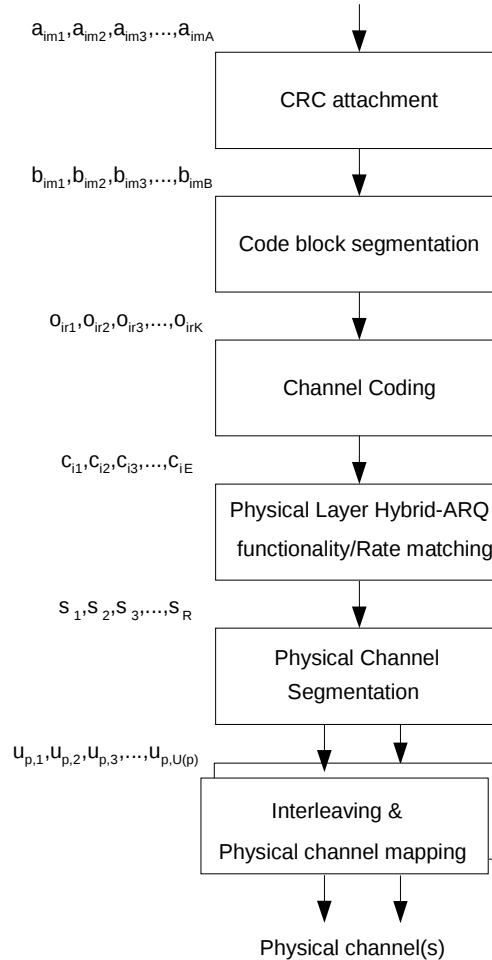 a_im1,a_im2,a_im3,...,a_imA
CRC attachment
b_im1,b_im2,b_im3,...,b_imB
Code block segmentation
o_ir1,o_ir2,o_ir3,...,o_irK
Channel Coding
c_i1,c_i2,c_i3,...,c_iE
Physical Layer Hybrid-ARQ
functionality/Rate matching
s_1,s_2,s_3,...,s_R
Physical Channel
Segmentation
u_p,1,u_p,2,u_p,3,...,u_p,U(p)
Interleaving &
Physical channel mapping
Physical channel(s)